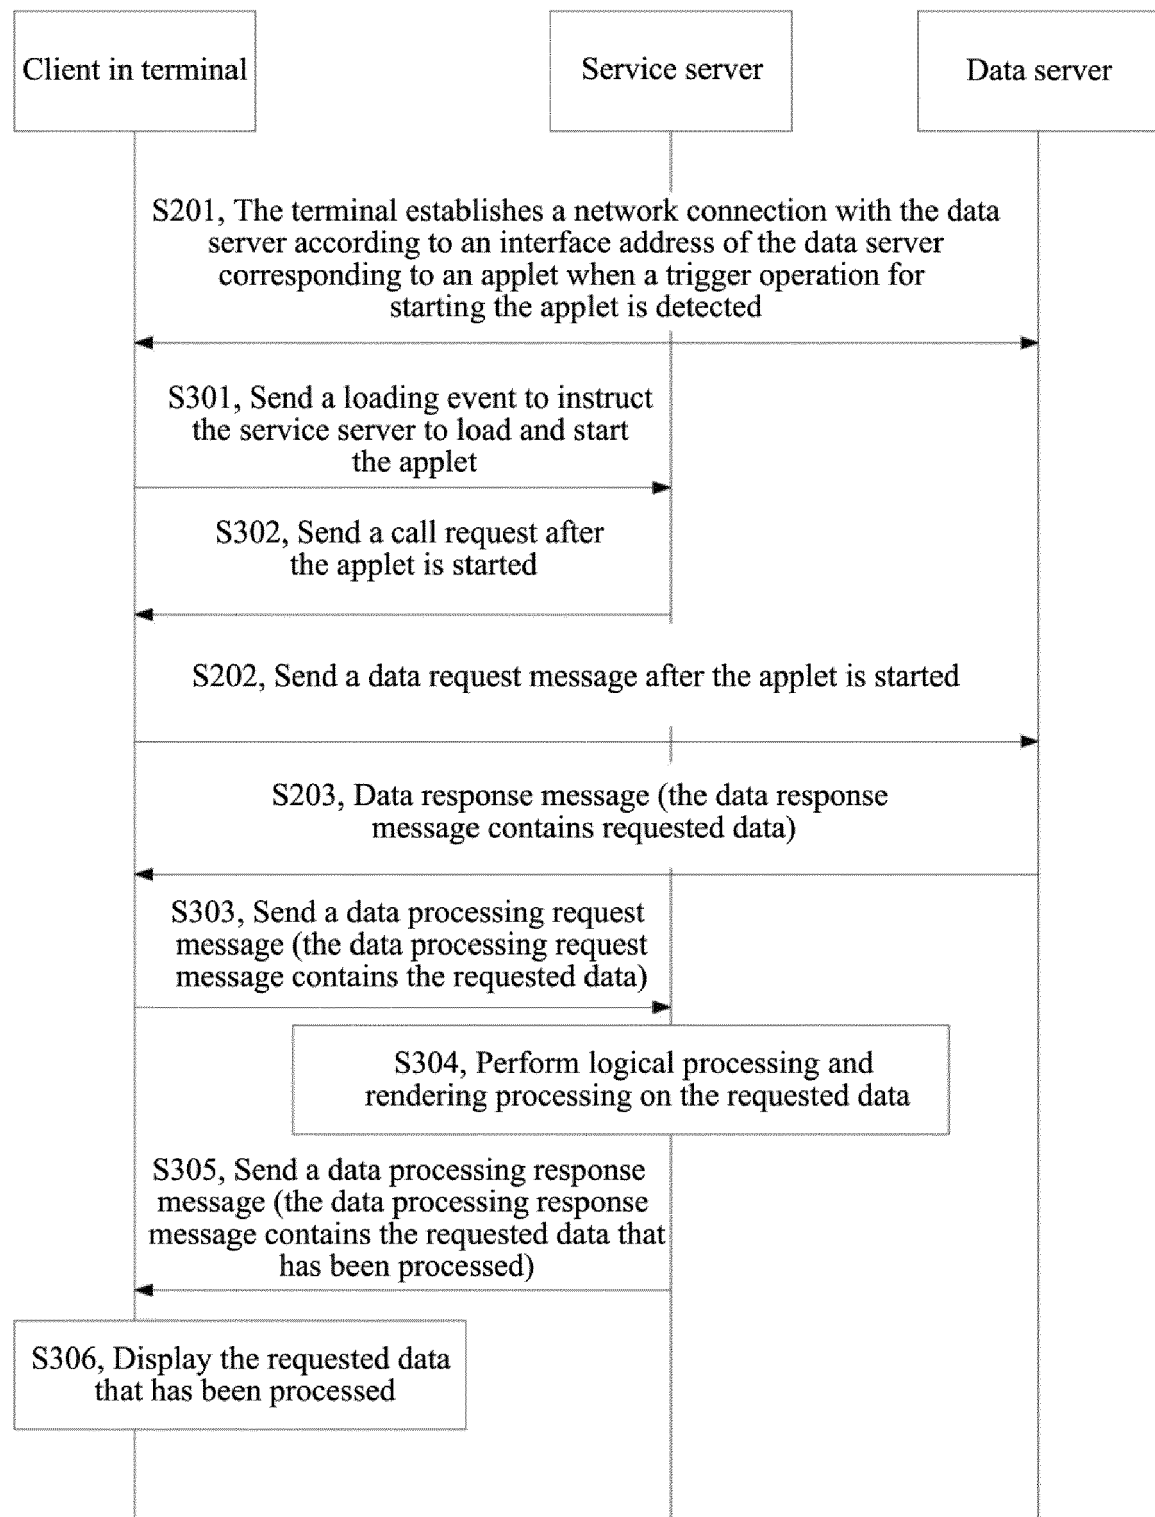 Client in terminal
Service server
Data server
S201, The terminal establishes a network connection with the data
server according to an interface address of the data server
corresponding to an applet when a trigger operation for
starting the applet is detected
S301, Send a loading event to instruct
the service server to load and start
the applet
S302, Send a call request after
the applet is started
S202, Send a data request message after the applet is started
S203, Data response message (the data response
message contains requested data)
S303, Send a data processing request
message (the data processing request
message contains the requested data)
S304, Perform logical processing and
rendering processing on the requested data
S305, Send a data processing response
message (the data processing response
message contains the requested data that
has been processed)
S306, Display the requested data
that has been processed